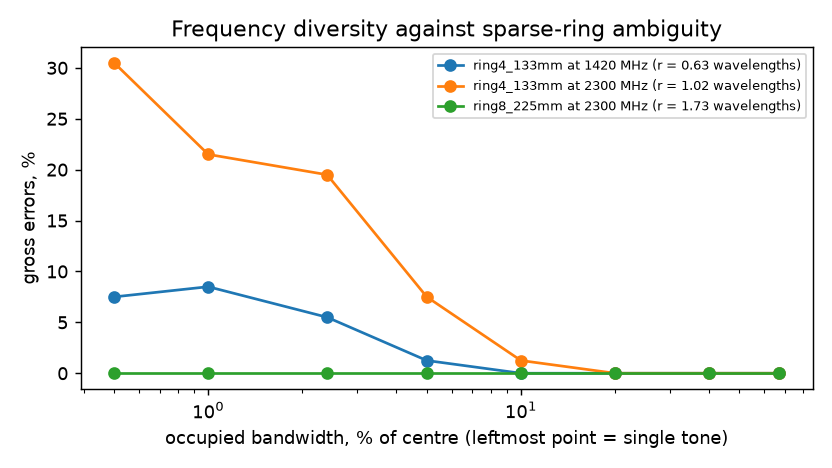 Frequency diversity against sparse-ring ambiguity
ring4_133mm at 1420 MHz (r = 0.63 wavelengths)
ring4_133mm at 2300 MHz (r = 1.02 wavelengths)
ring8_225mm at 2300 MHz (r = 1.73 wavelengths)
gross errors, %
30
25
20
15
10
5
0
10⁰
10¹
occupied bandwidth, % of centre (leftmost point = single tone)